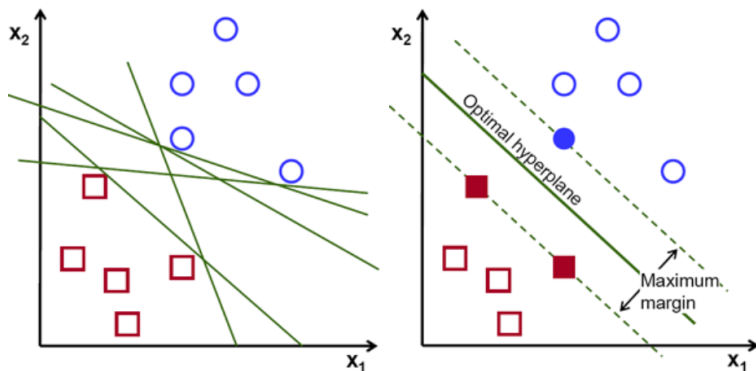 x₂
x₁
x₂
Optimal hyperplane
Maximum
margin
x₁